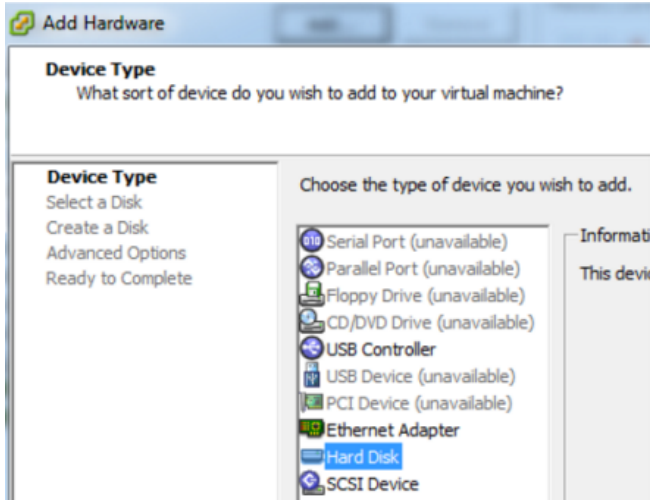 Add Hardware
Device Type
What sort of device do you wish to add to your virtual machine?
Device Type
Select a Disk
Create a Disk
Advanced Options
Ready to Complete
Choose the type of device you wish to add.
Serial Port (unavailable)
Parallel Port (unavailable)
Floppy Drive (unavailable)
CD/DVD Drive (unavailable)
USB Controller
USB Device (unavailable)
PCI Device (unavailable)
Ethernet Adapter
Hard Disk
SCSI Device
Informati
This devi